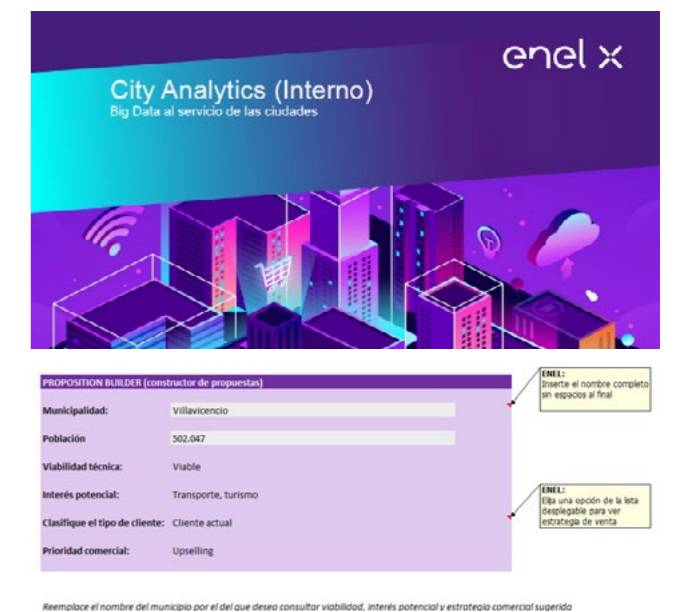 enel x
City Analytics (Interno)
Big Data al servicio de las ciudades
PROPOSITION BUILDER (constructor de propuestas)
Municipalidad: Villavicencio
Población 502.047
Viabilidad técnica: Viable
Interés potencial: Transporte, turismo
Clasifique el tipo de cliente: Cliente actual
Prioridad comercial: Upselling
ENEL:
Inserte el nombre completo
sin espacios al final
ENEL:
Elija una opción de la lista
desplegable para ver
estrategia de venta
Reemplace el nombre del municipio por el del que desea consultar viabilidad, interés potencial y estrategia comercial sugerida